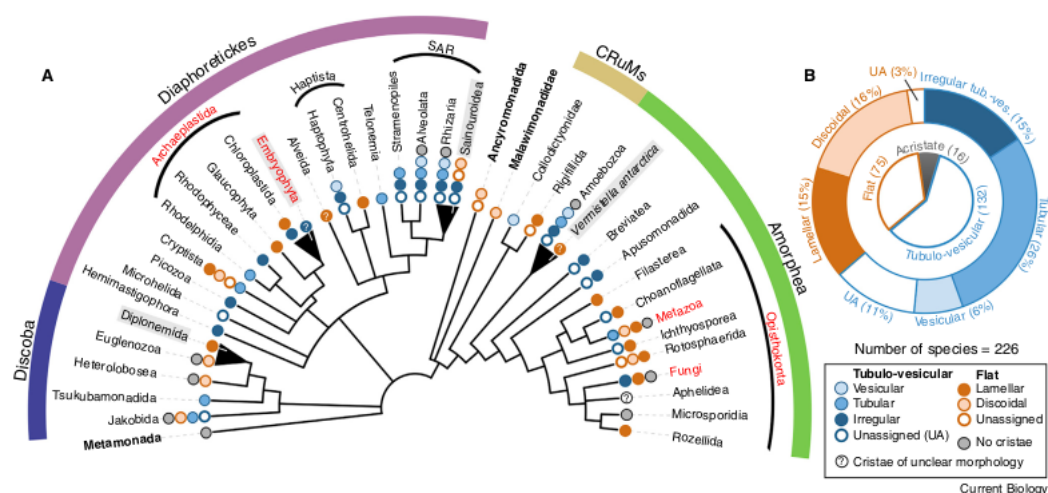 A
Discoba
Diaphoretickes
CRuMs
Amorphea
Archaeplastida
Haptista
SAR
Opisthokonta
Metamonada
Jakobida
Tsukubamonadida
Heterolobosea
Euglenozoa
Diplonemida
Hemimastigophora
Microhelida
Picozoa
Cryptista
Rhodelphidia
Rhodophyceae
Glaucophyta
Chloroplastida
Embryophyta
Alveida
Haptophyta
Centrohelida
Telonemia
Stramenopiles
Alveolata
Rhizaria
Sainouroidea
Ancyromonadida
Malawimonadidae
Collodictyonidae
Rigifilida
Amoebozoa
Vermistella antarctica
Breviatea
Apusomonadida
Filasterea
Choanoflagellata
Metazoa
Ichthyosporea
Rotosphaerida
Fungi
Aphelidea
Microsporidia
Rozellida
?
?
?
?
B
UA (3%)
Irregular tub.-ves. (15%)
Discoidal (16%)
Lamellar (15%)
UA (11%)
Vesicular (6%)
Tubular (26%)
Acristate (16)
Flat (75)
Tubulo-vesicular (132)
Number of species = 226
Tubulo-vesicular
Vesicular
Tubular
Irregular
Unassigned (UA)
Flat
Lamellar
Discoidal
Unassigned
No cristae
? Cristae of unclear morphology
Current Biology